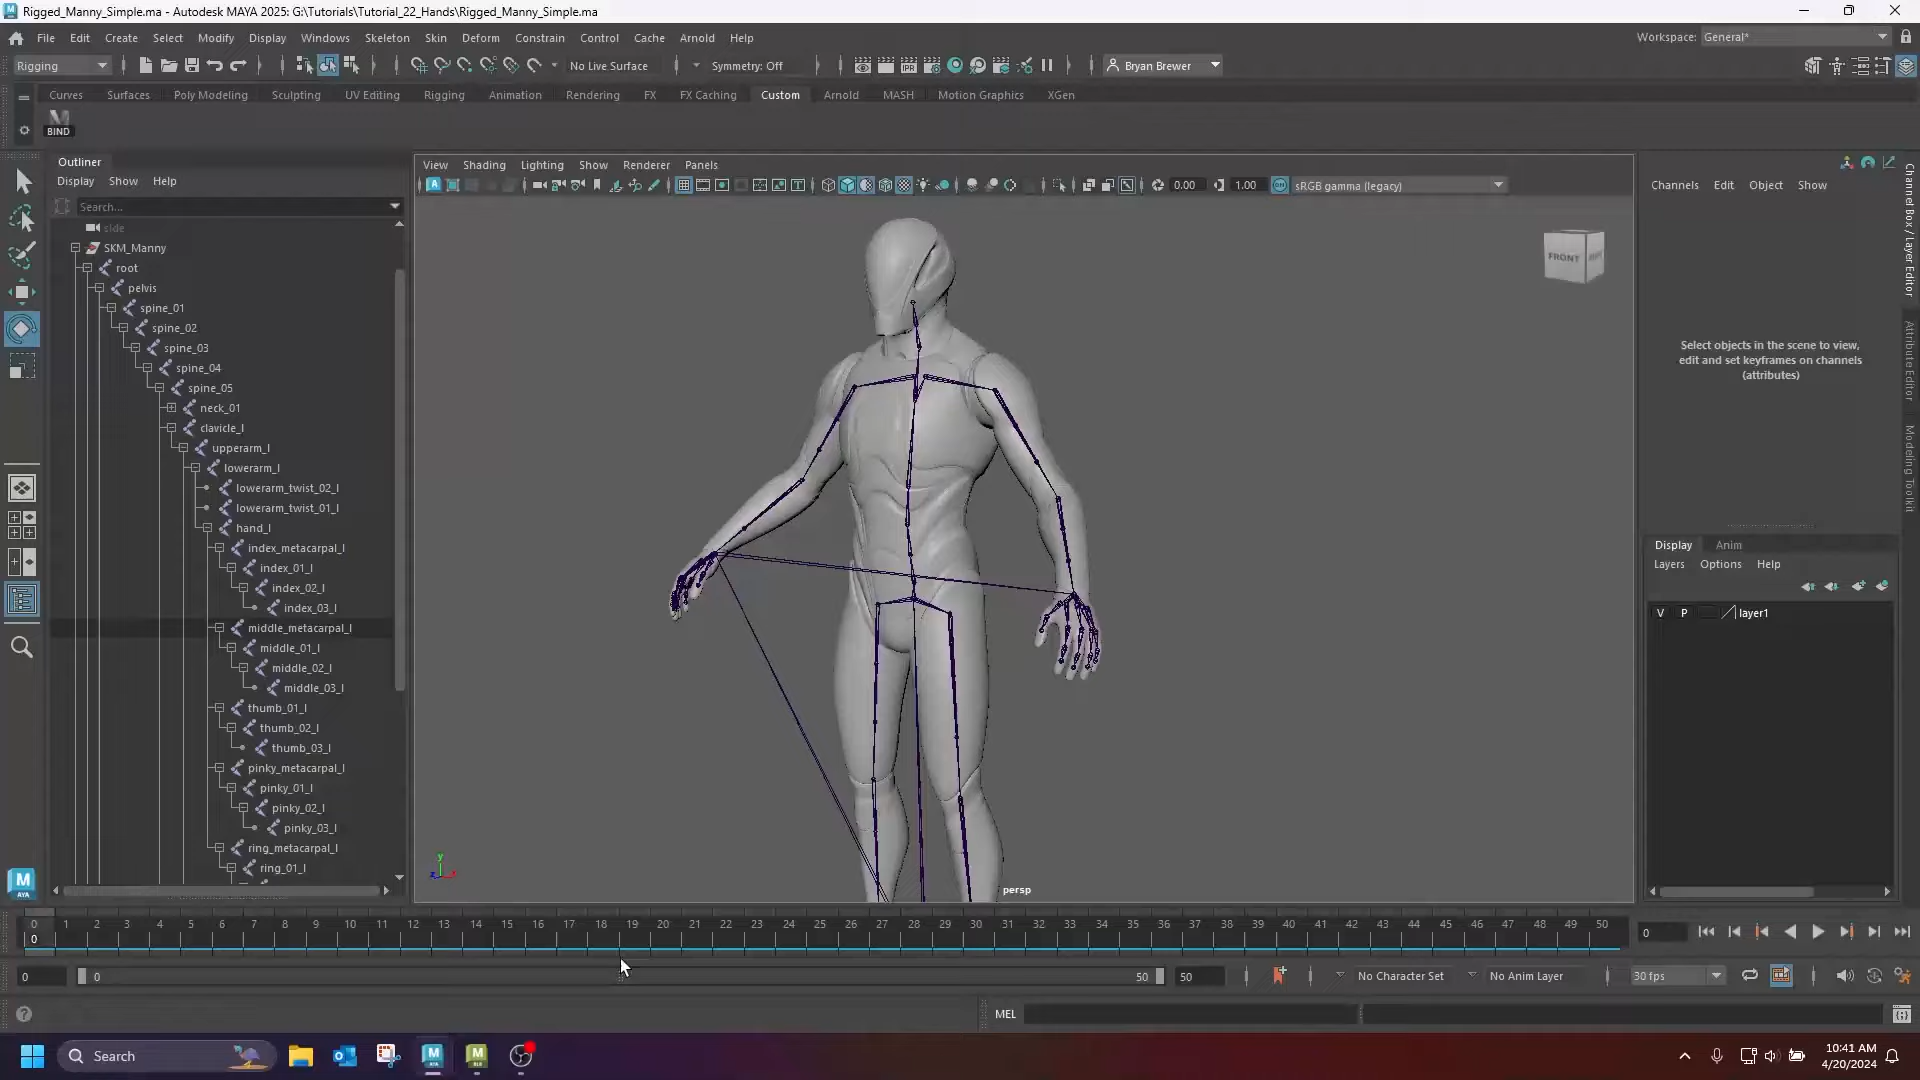 Rigged_Manny_Simple.ma - Autodesk MAYA 2025: G:\Tutorials\Tutorial_22_Hands\Rigged_Manny_Simple.ma
File Edit Create Select Modify Display Windows Skeleton Skin Deform Constrain Control Cache Arnold Help
Workspace: General*
Rigging
No Live Surface
Symmetry: Off
IPR
Bryan Brewer
Curves Surfaces Poly Modeling Sculpting UV Editing Rigging Animation Rendering FX FX Caching Custom Arnold MASH Motion Graphics XGen
BIND
Outliner
Display Show Help
Search...
side
SKM_Manny
root
pelvis
spine_01
spine_02
spine_03
spine_04
spine_05
neck_01
clavicle_l
upperarm_l
lowerarm_l
lowerarm_twist_02_l
lowerarm_twist_01_l
hand_l
index_metacarpal_l
index_01_l
index_02_l
index_03_l
middle_metacarpal_l
middle_01_l
middle_02_l
middle_03_l
thumb_01_l
thumb_02_l
thumb_03_l
pinky_metacarpal_l
pinky_01_l
pinky_02_l
pinky_03_l
ring_metacarpal_l
ring_01_l
View Shading Lighting Show Renderer Panels
0.00
1.00
sRGB gamma (legacy)
FRONT
y
persp
Channels Edit Object Show
Select objects in the scene to view,
edit and set keyframes on channels
(attributes)
Channel Box / Layer Editor
Attribute Editor
Modeling Toolkit
Display Anim
Layers Options Help
V P layer1
0 1 2 3 4 5 6 7 8 9 10 11 12 13 14 15 16 17 18 19 20 21 22 23 24 25 26 27 28 29 30 31 32 33 34 35 36 37 38 39 40 41 42 43 44 45 46 47 48 49 50
0
0
0
0
50
50
No Character Set
No Anim Layer
30 fps
MEL
Search
10:41 AM
4/20/2024